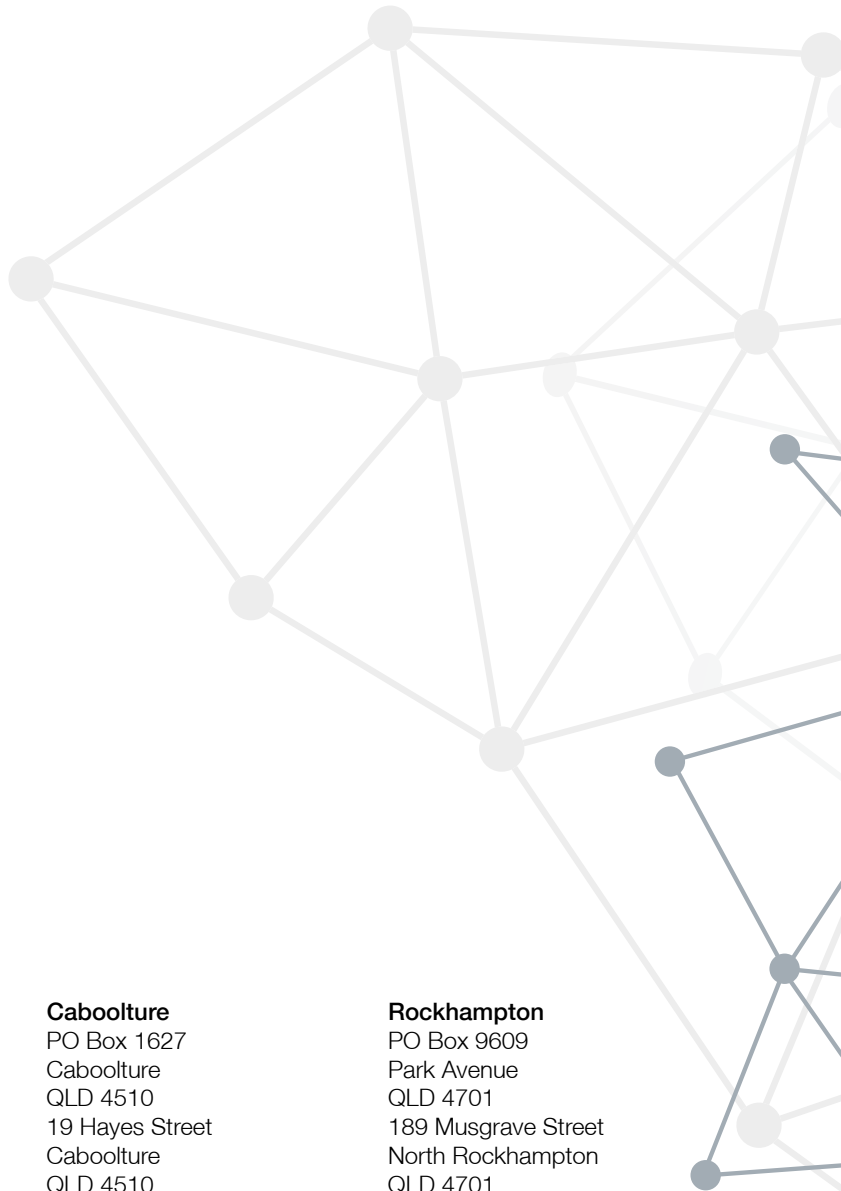 Caboolture
PO Box 1627
Caboolture
QLD 4510
19 Hayes Street
Caboolture
QLD 4510
Rockhampton
PO Box 9609
Park Avenue
QLD 4701
189 Musgrave Street
North Rockhampton
QLD 4701